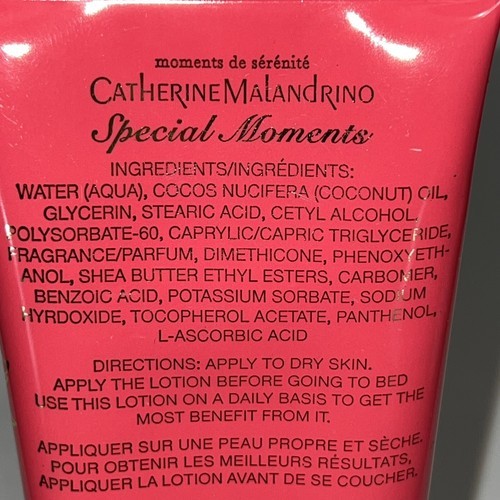 moments de sérénité
CATHERINE MALANDRINO
Special Moments
INGREDIENTS/INGRÉDIENTS:
WATER (AQUA), COCOS NUCIFERA (COCONUT) OIL,
GLYCERIN, STEARIC ACID, CETYL ALCOHOL,
POLYSORBATE-60, CAPRYLIC/CAPRIC TRIGLYCERIDE,
FRAGRANCE/PARFUM, DIMETHICONE, PHENOXYETH-
ANOL, SHEA BUTTER ETHYL ESTERS, CARBOMER,
BENZOIC ACID, POTASSIUM SORBATE, SODIUM
HYRDOXIDE, TOCOPHEROL ACETATE, PANTHENOL,
L-ASCORBIC ACID
DIRECTIONS: APPLY TO DRY SKIN.
APPLY THE LOTION BEFORE GOING TO BED
USE THIS LOTION ON A DAILY BASIS TO GET THE
MOST BENEFIT FROM IT.
APPLIQUER SUR UNE PEAU PROPRE ET SÈCHE.
POUR OBTENIR LES MEILLEURS RÉSULTATS,
APPLIQUER LA LOTION AVANT DE SE COUCHER.